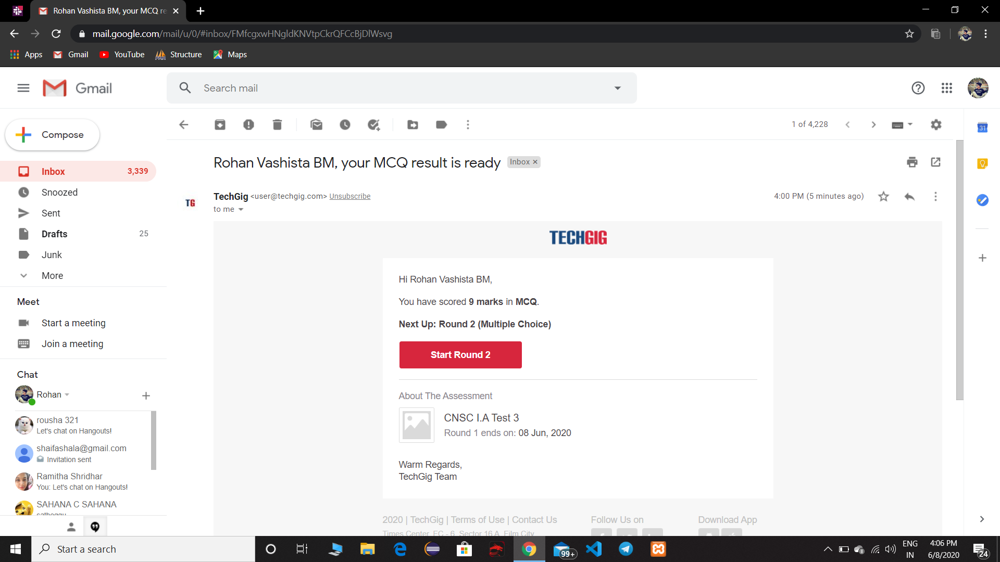 Rohan Vashista BM, your MCQ re
mail.google.com/mail/u/0/#inbox/FMfcgxwHNgldKNVtpCkrQFCcBjDlWsvg
Apps Gmail YouTube Structure Maps
Gmail
Search mail
Compose
1 of 4,228
Inbox 3,339
Snoozed
Sent
Drafts 25
Junk
More
Meet
Start a meeting
Join a meeting
Chat
Rohan
rousha 321
Let's chat on Hangouts!
shaifashala@gmail.com
Invitation sent
Ramitha Shridhar
You: Let's chat on Hangouts!
SAHANA C SAHANA
Rohan Vashista BM, your MCQ result is ready Inbox
TG
TechGig <user@techgig.com> Unsubscribe
4:00 PM (5 minutes ago)
to me
TECHGIG
Hi Rohan Vashista BM,
You have scored 9 marks in MCQ.
Next Up: Round 2 (Multiple Choice)
Start Round 2
About The Assessment
CNSC I.A Test 3
Round 1 ends on: 08 Jun, 2020
Warm Regards,
TechGig Team
2020 | TechGig | Terms of Use | Contact Us
Times Center, FC - 6, Sector 16 A, Film City
Follow Us on
Download App
31
Start a search
99+
ENG
IN
4:06 PM
6/8/2020
24